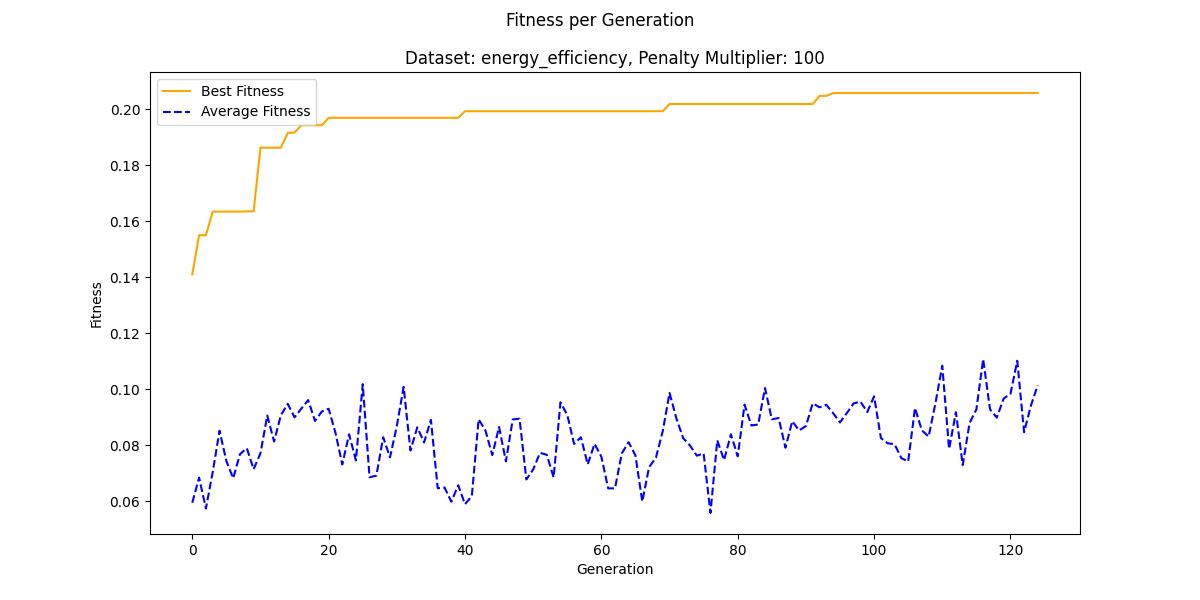 Fitness per Generation
Dataset: energy_efficiency, Penalty Multiplier: 100
Best Fitness
Average Fitness
0.20
0.18
0.16
0.14
0.12
0.10
0.08
0.06
Fitness
0 20 40 60 80 100 120
Generation